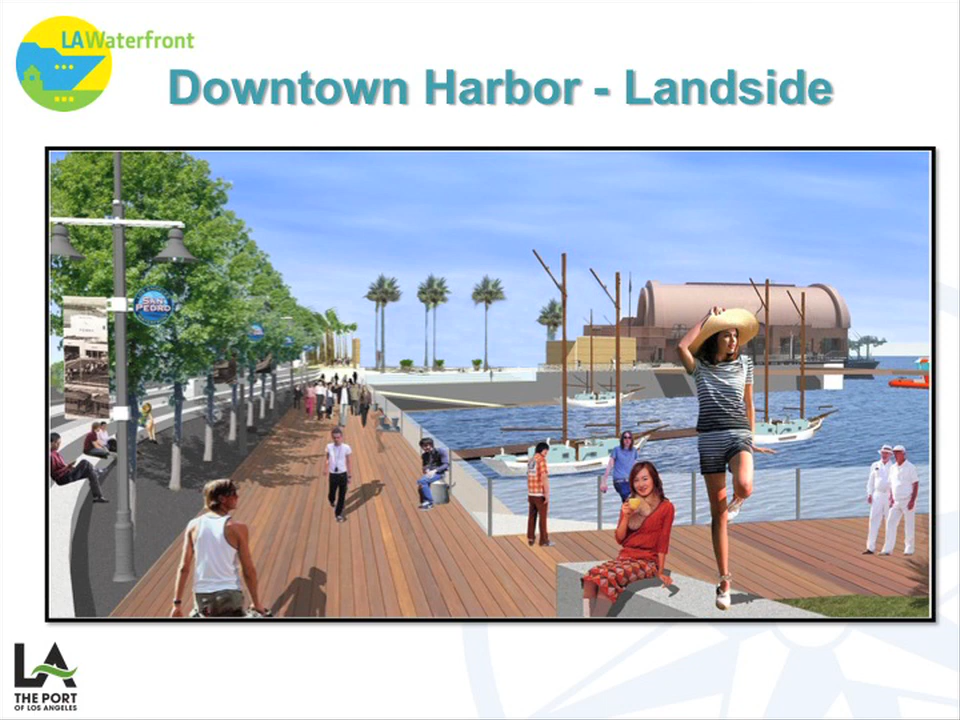 LAWaterfront
Downtown Harbor - Landside
SAN
PEDRO
LA
THE PORT
OF LOS ANGELES